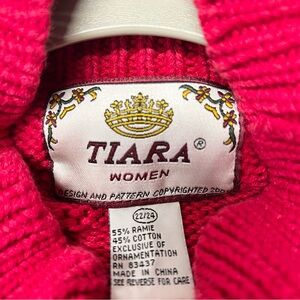 TIARA ®
WOMEN
DESIGN AND PATTERN COPYRIGHTED
22/24
55% RAMIE
45% COTTON
EXCLUSIVE OF
ORNAMENTATION
RN 83437
MADE IN CHINA
SEE REVERSE FOR CARE